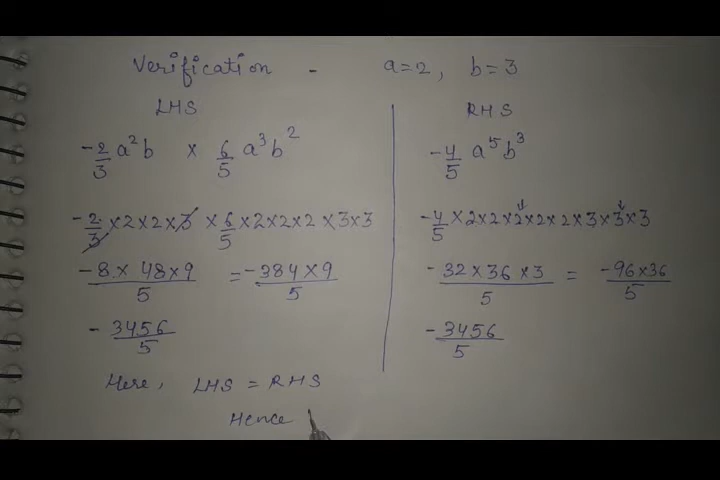 Verification - a=2, b=3
LHS
-2/3 a²b × 6/5 a³b²
-2/3 ×2×2×3 × 6/5 ×2×2×2 ×3×3
-8 × 48 × 9 / 5 = -384 × 9 / 5
- 3456 / 5
RHS
-4/5 a⁵b³
-4/5 ×2×2×2×2×2×3×3×3
-32 × 36 × 3 / 5 = -96×36 / 5
-3456 / 5
Here, LHS = RHS
Hence